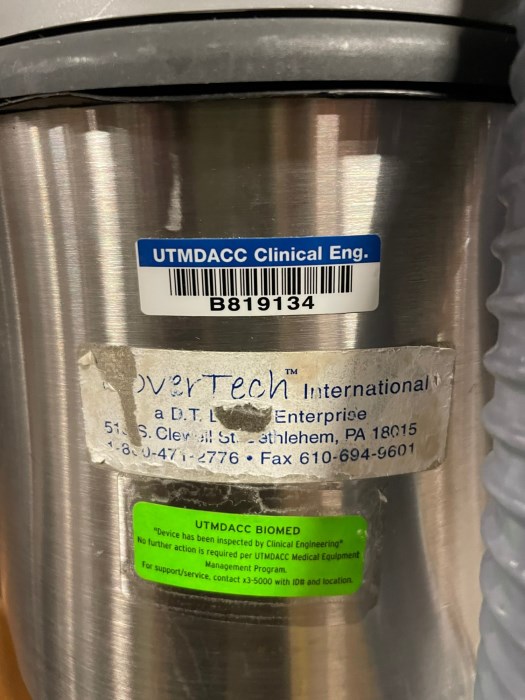 UTMDACC Clinical Eng.
B819134
TM
International
a D.T. Enterprise
S. St. PA 18015
Fax 610-694-9601
UTMDACC BIOMED
"Device has been inspected by Clinical Engineering"
No further action is required per UTMDACC Medical Equipment
Management Program.
For support/service, contact x3-5000 with ID# and location.